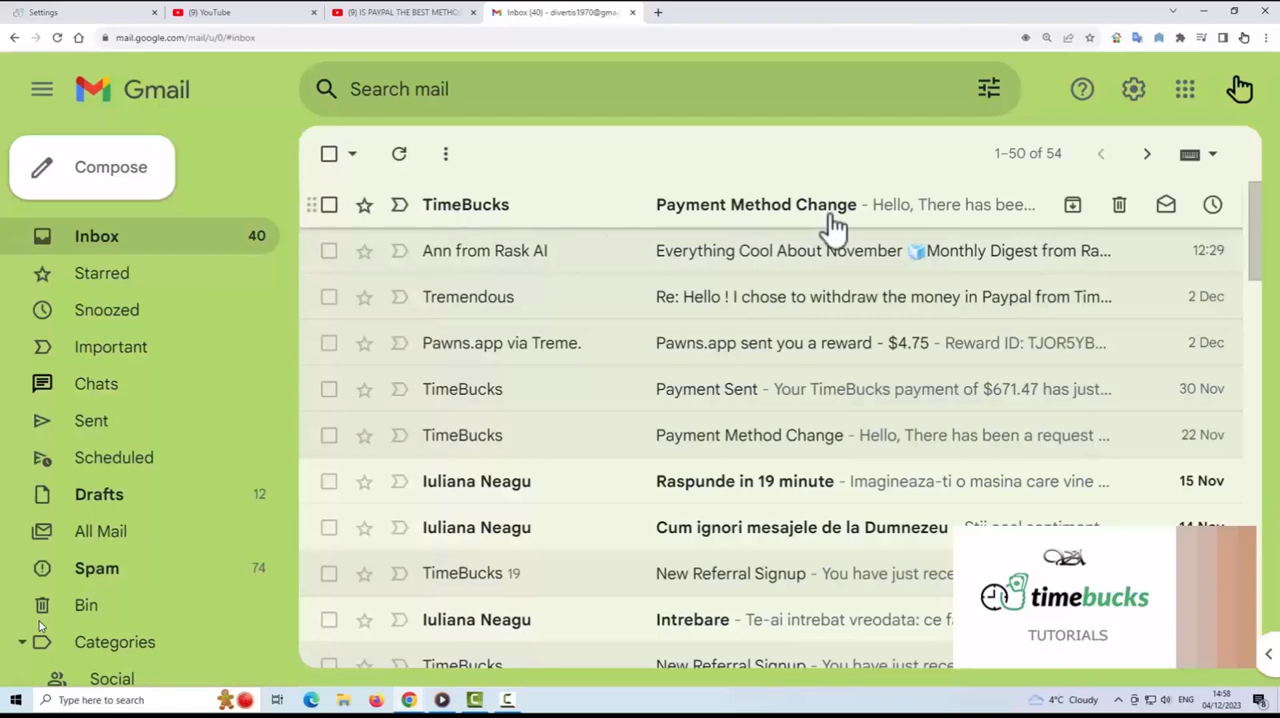 Settings
(9) YouTube
(9) IS PAYPAL THE BEST METHO
Inbox (40) - divertis1970@gma
mail.google.com/mail/u/0/#inbox
Gmail
Search mail
Compose
1–50 of 54
Inbox 40
Starred
Snoozed
Important
Chats
Sent
Scheduled
Drafts 12
All Mail
Spam 74
Bin
Categories
Social
TimeBucks Payment Method Change - Hello, There has bee...
Ann from Rask AI Everything Cool About November 🧊Monthly Digest from Ra... 12:29
Tremendous Re: Hello ! I chose to withdraw the money in Paypal from Tim... 2 Dec
Pawns.app via Treme. Pawns.app sent you a reward - $4.75 - Reward ID: TJOR5YB... 2 Dec
TimeBucks Payment Sent - Your TimeBucks payment of $671.47 has just... 30 Nov
TimeBucks Payment Method Change - Hello, There has been a request ... 22 Nov
Iuliana Neagu Raspunde in 19 minute - Imagineaza-ti o masina care vine ... 15 Nov
Iuliana Neagu Cum ignori mesajele de la Dumnezeu
TimeBucks 19 New Referral Signup - You have just rece
Iuliana Neagu Intrebare - Te-ai intrebat vreodata: ce
TimeBucks New Referral Signup - You have just rece
timebucks
TUTORIALS
Type here to search
4°C Cloudy
ENG
14:58
04/12/2023